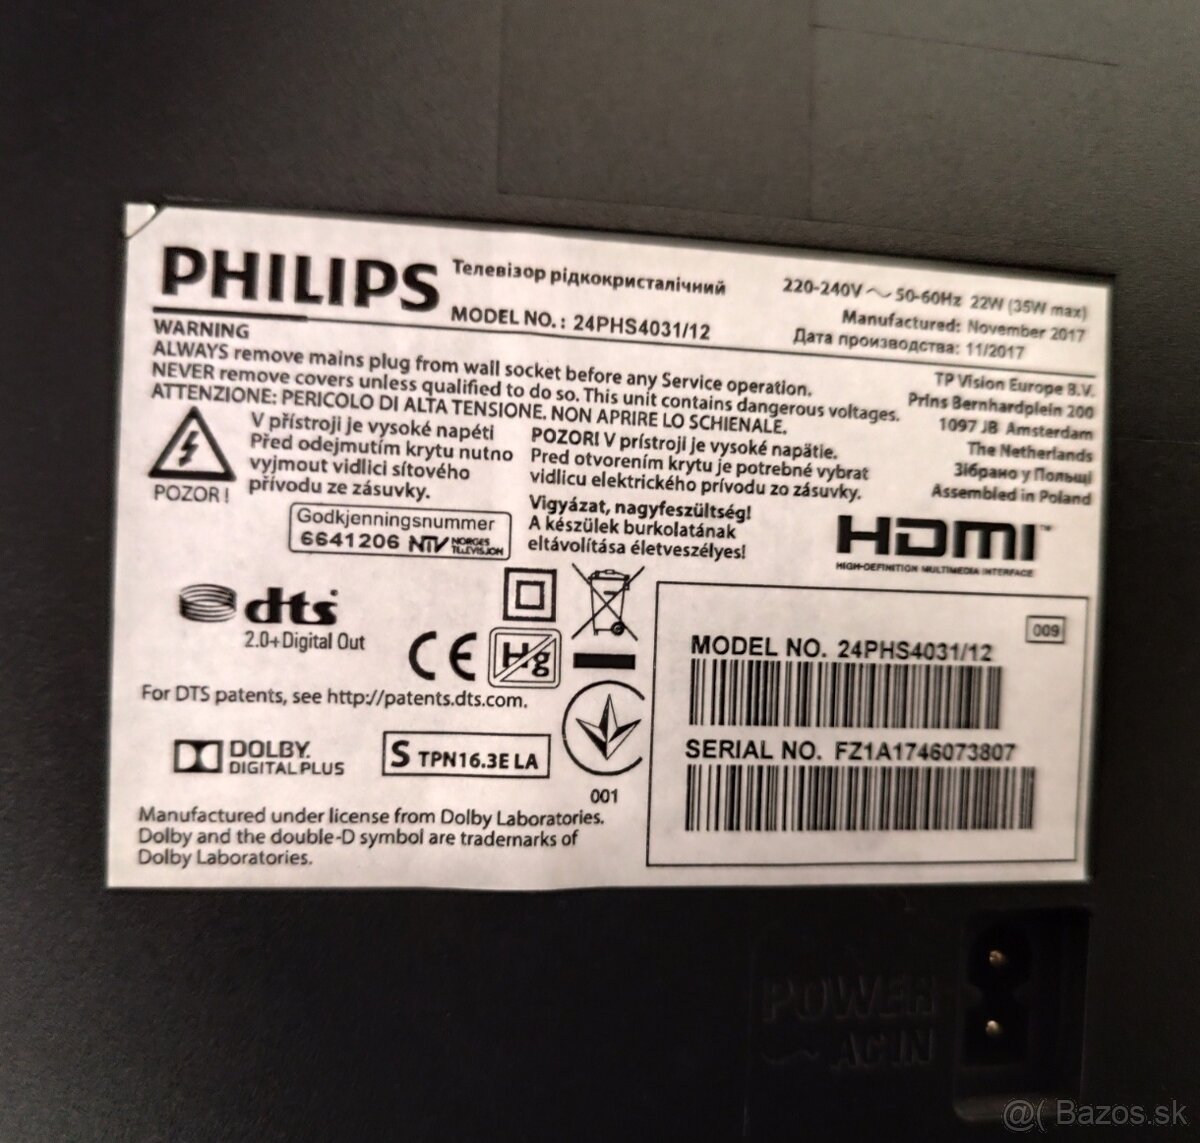 PHILIPS
Телевізор рідкокристалічний
220-240V ~ 50-60Hz 22W (35W max)
MODEL NO.: 24PHS4031/12
Manufactured: November 2017
Дата производства: 11/2017
WARNING
ALWAYS remove mains plug from wall socket before any Service operation.
NEVER remove covers unless qualified to do so. This unit contains dangerous voltages.
ATTENZIONE: PERICOLO DI ALTA TENSIONE. NON APRIRE LO SCHIENALE.
TP Vision Europe B.V.
Prins Bernhardplein 200
1097 JB Amsterdam
The Netherlands
Зібрано у Польщі
Assembled in Poland
POZOR!
V přístroji je vysoké napětí
Před odejmutím krytu nutno
vyjmout vidlici síťového
přívodu ze zásuvky.
POZOR! V prístroji je vysoké napätie.
Pred otvorením krytu je potrebné vybrat
vidlicu elektrického prívodu zo zásuvky.
Vigyázat, nagyfeszültség!
A készülek burkolatának
eltávolítása életveszélyes!
Godkjenningsnummer
6641206 NTV NORGES
TELEVISJON
HDMI™
HIGH-DEFINITION MULTIMEDIA INTERFACE
dts
2.0+Digital Out
CE
Hg
For DTS patents, see http://patents.dts.com.
DOLBY
DIGITAL PLUS
S TPN16.3E LA
001
Manufactured under license from Dolby Laboratories.
Dolby and the double-D symbol are trademarks of
Dolby Laboratories.
009
MODEL NO. 24PHS4031/12
SERIAL NO. FZ1A1746073807
POWER
~ AC IN
@( Bazos.sk